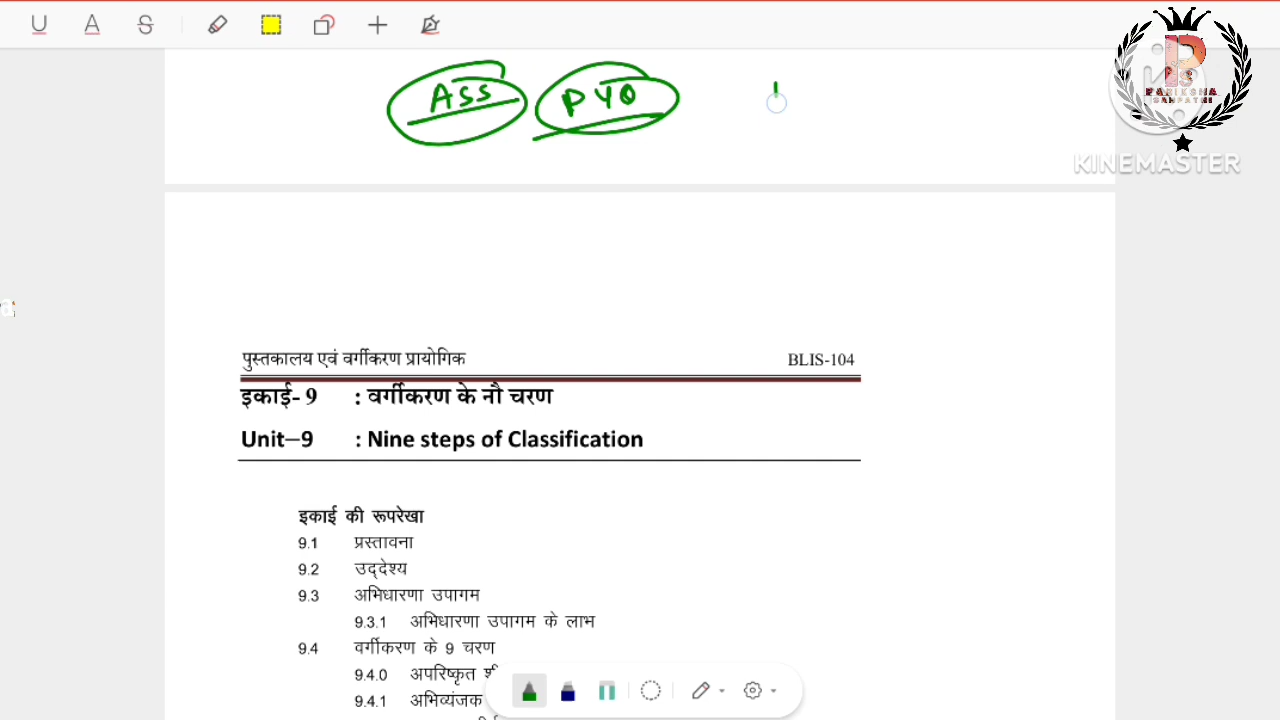 U A S
ASS PYQ
PARIKSHA
KINEMASTER
पुस्तकालय एवं वर्गीकरण प्रायोगिक BLIS-104
इकाई- 9 : वर्गीकरण के नौ चरण
Unit–9 : Nine steps of Classification
इकाई की रूपरेखा
9.1 प्रस्तावना
9.2 उद्देश्य
9.3 अभिधारणा उपागम
9.3.1 अभिधारणा उपागम के लाभ
9.4 वर्गीकरण के 9 चरण
9.4.0 अपरिष्कृत
9.4.1 अभिव्यंजक